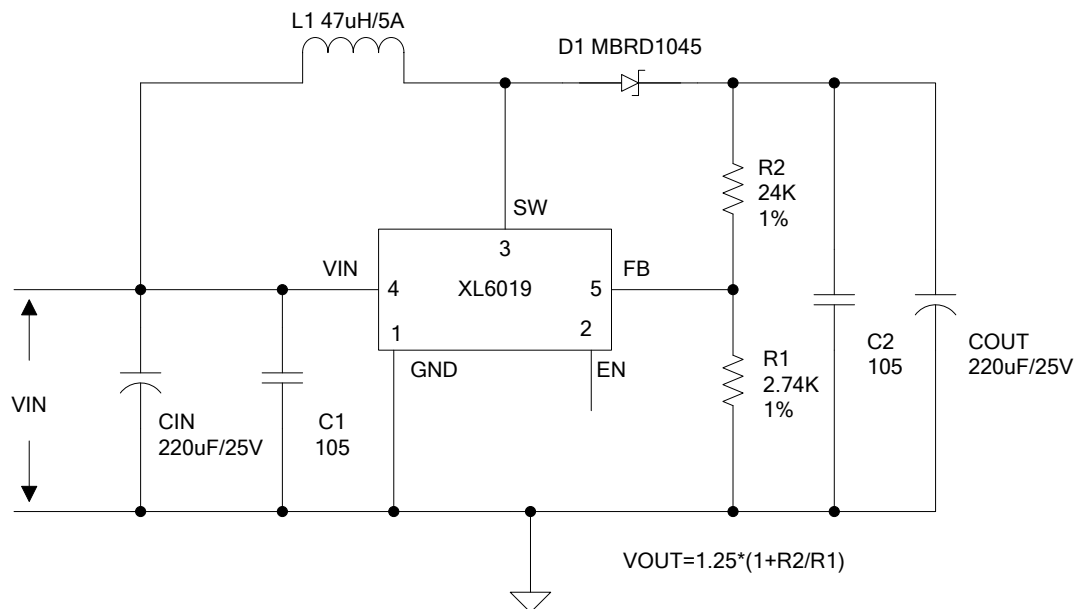 L1 47uH/5A
D1 MBRD1045
R2
24K
1%
SW
3
VIN
FB
4
XL6019
5
1
2
GND
EN
R1
2.74K
1%
C2
105
COUT
220uF/25V
VIN
CIN
220uF/25V
C1
105
VOUT=1.25*(1+R2/R1)